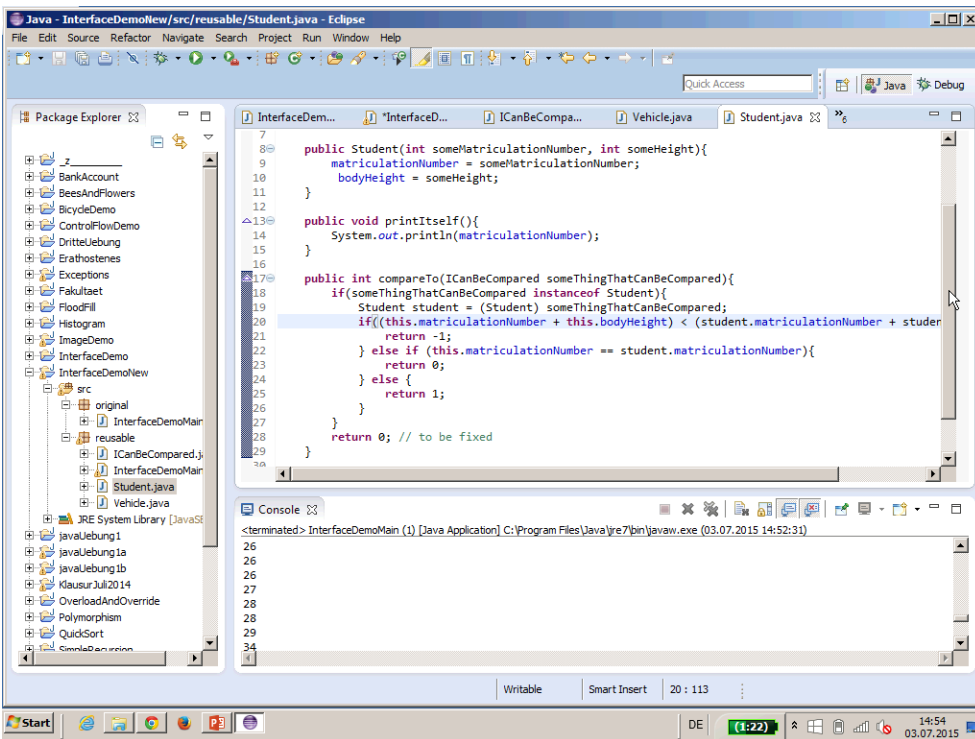 Java - InterfaceDemoNew/src/reusable/Student.java - Eclipse
File Edit Source Refactor Navigate Search Project Run Window Help
Quick Access Java Debug
Package Explorer
_z_________
BankAccount
BeesAndFlowers
BicycleDemo
ControlFlowDemo
DritteUebung
Erathostenes
Exceptions
Fakultaet
FloodFill
Histogram
ImageDemo
InterfaceDemo
InterfaceDemoNew
src
original
InterfaceDemoMain
reusable
ICanBeCompared.j
InterfaceDemoMain
Student.java
Vehicle.java
JRE System Library [JavaSE
javaUebung1
javaUebung1a
javaUebung1b
KlausurJuli2014
OverloadAndOverride
Polymorphism
QuickSort
SimpleRecursion
InterfaceDem... *InterfaceD... ICanBeCompa... Vehicle.java Student.java »6
7
8 public Student(int someMatriculationNumber, int someHeight){
9 matriculationNumber = someMatriculationNumber;
10 bodyHeight = someHeight;
11 }
12
13 public void printItself(){
14 System.out.println(matriculationNumber);
15 }
16
17 public int compareTo(ICanBeCompared someThingThatCanBeCompared){
18 if(someThingThatCanBeCompared instanceof Student){
19 Student student = (Student) someThingThatCanBeCompared;
20 if((this.matriculationNumber + this.bodyHeight) < (student.matriculationNumber + studen
21 return -1;
22 } else if (this.matriculationNumber == student.matriculationNumber){
23 return 0;
24 } else {
25 return 1;
26 }
27 }
28 return 0; // to be fixed
29 }
30
Console
<terminated> InterfaceDemoMain (1) [Java Application] C:\Program Files\Java\jre7\bin\javaw.exe (03.07.2015 14:52:31)
26
26
26
27
28
28
29
34
Writable Smart Insert 20 : 113
Start DE (1:22) 14:54
03.07.2015